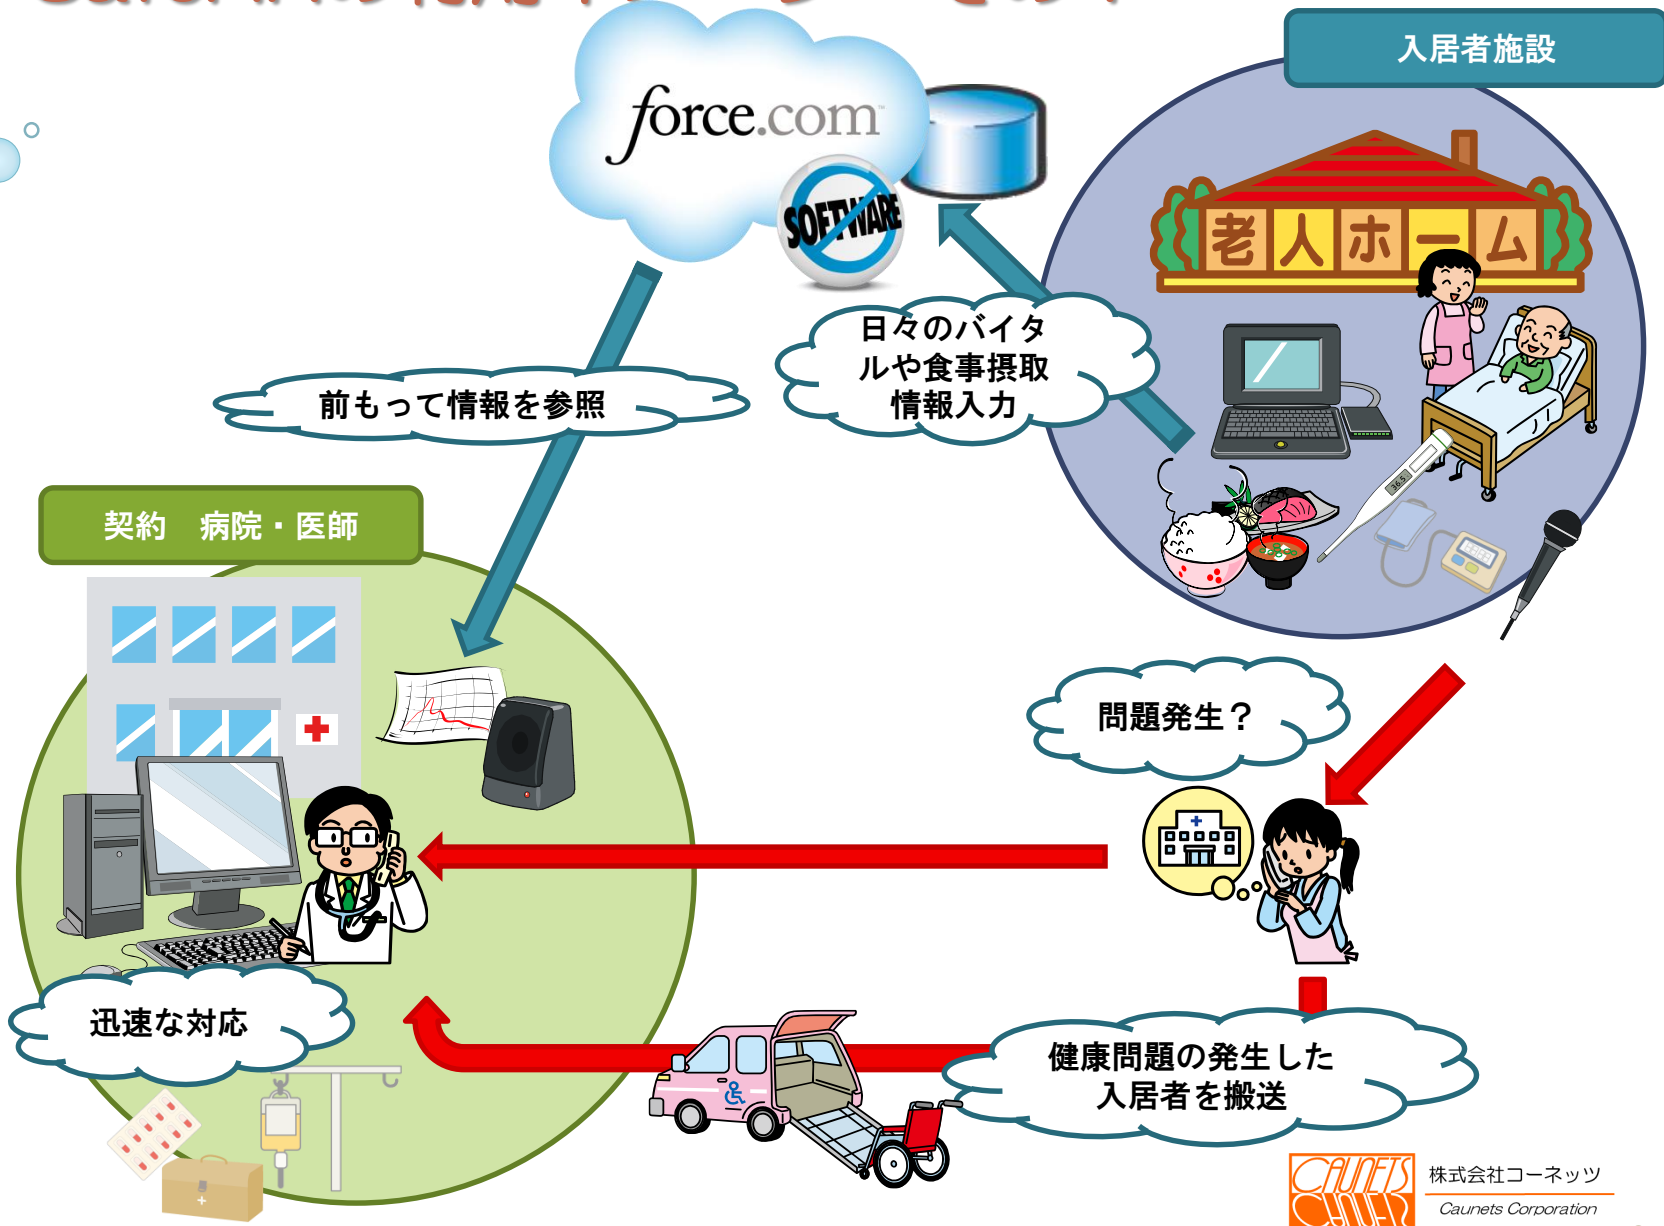 force.com
SOFTWARE
入居者施設
老人ホーム
日々のバイタ
ルや食事摂取
情報入力
前もって情報を参照
36.5
契約　病院・医師
問題発生？
迅速な対応
健康問題の発生した
入居者を搬送
CAUNETS
株式会社コーネッツ
Caunets Corporation